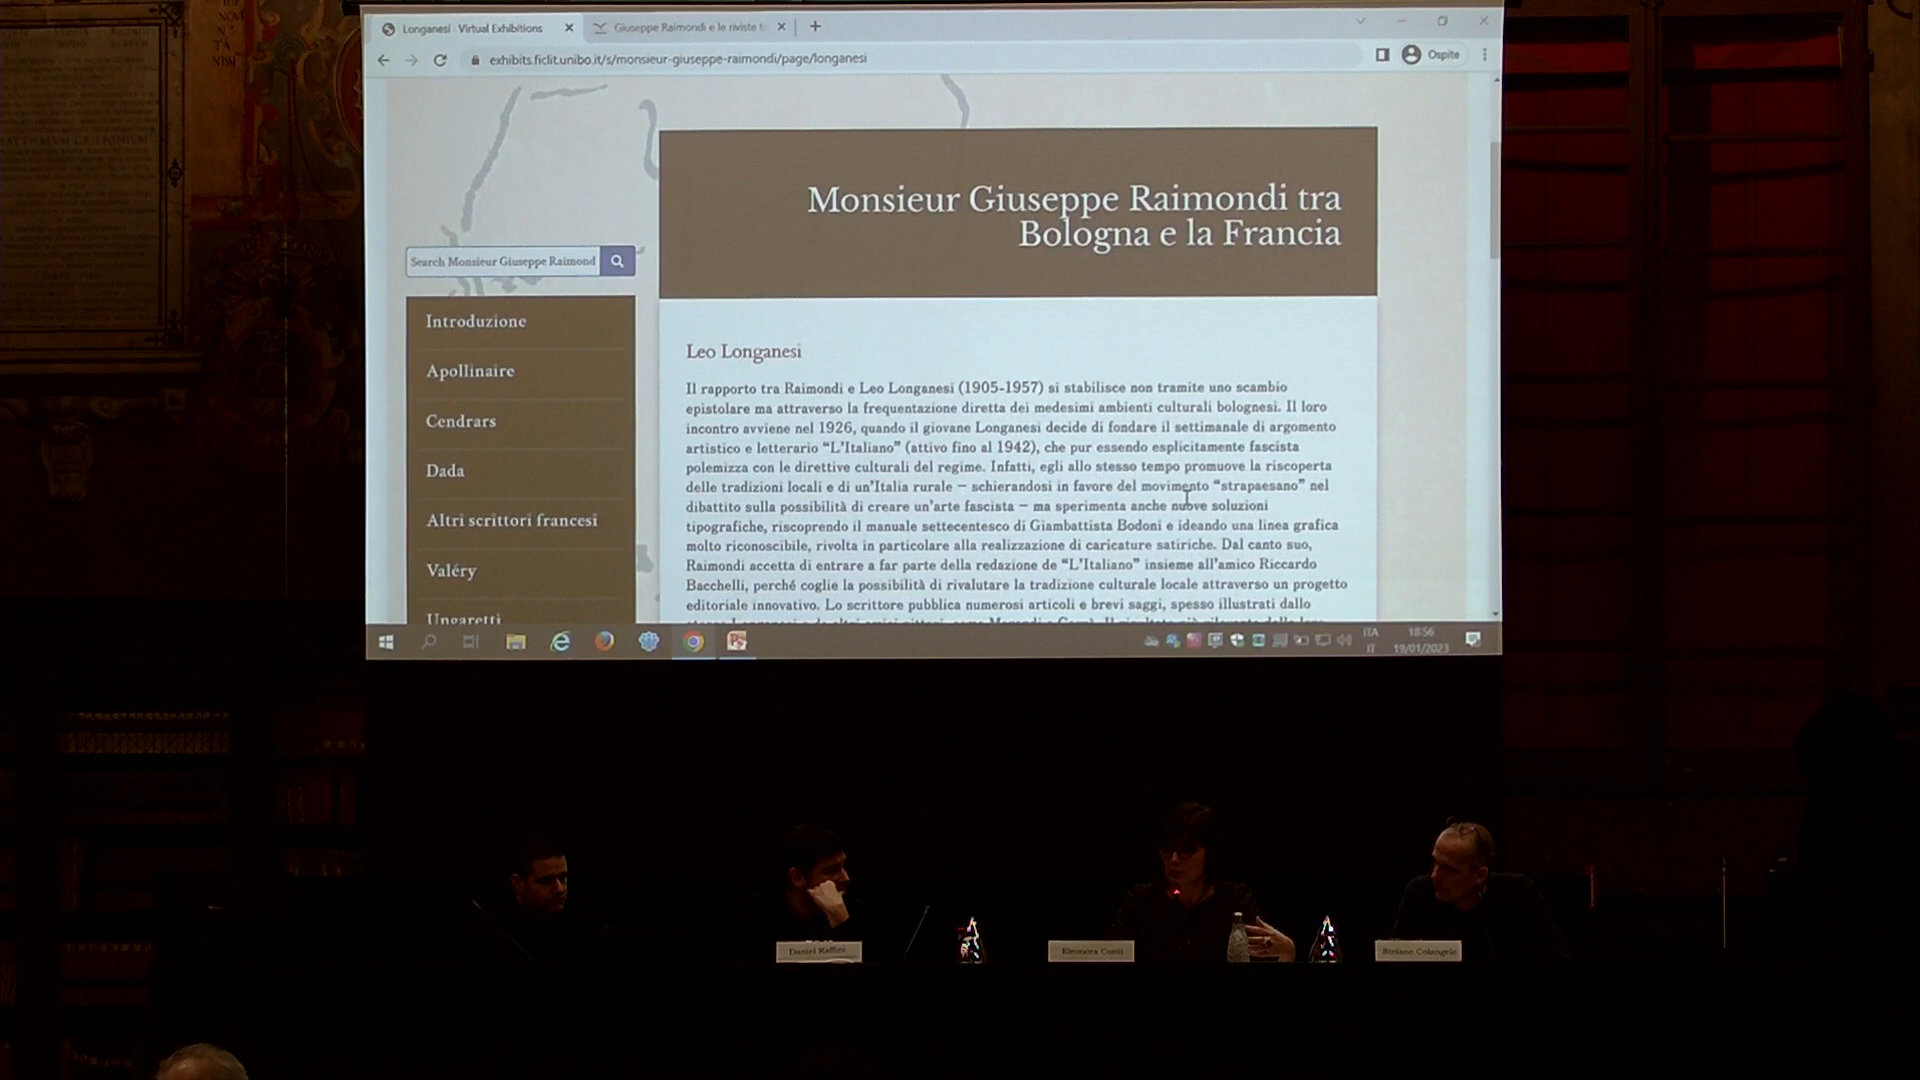 Longanesi · Virtual Exhibitions
Giuseppe Raimondi e le riviste t
exhibits.ficlit.unibo.it/s/monsieur-giuseppe-raimondi/page/longanesi
Ospite
Monsieur Giuseppe Raimondi tra
Bologna e la Francia
Search Monsieur Giuseppe Raimond
Introduzione
Apollinaire
Cendrars
Dada
Altri scrittori francesi
Valéry
Ungaretti
Leo Longanesi
Il rapporto tra Raimondi e Leo Longanesi (1905-1957) si stabilisce non tramite uno scambio
epistolare ma attraverso la frequentazione diretta dei medesimi ambienti culturali bolognesi. Il loro
incontro avviene nel 1926, quando il giovane Longanesi decide di fondare il settimanale di argomento
artistico e letterario “L’Italiano” (attivo fino al 1942), che pur essendo esplicitamente fascista
polemizza con le direttive culturali del regime. Infatti, egli allo stesso tempo promuove la riscoperta
delle tradizioni locali e di un’Italia rurale – schierandosi in favore del movimento “strapaesano” nel
dibattito sulla possibilità di creare un’arte fascista – ma sperimenta anche nuove soluzioni
tipografiche, riscoprendo il manuale settecentesco di Giambattista Bodoni e ideando una linea grafica
molto riconoscibile, rivolta in particolare alla realizzazione di caricature satiriche. Dal canto suo,
Raimondi accetta di entrare a far parte della redazione de “L’Italiano” insieme all’amico Riccardo
Bacchelli, perché coglie la possibilità di rivalutare la tradizione culturale locale attraverso un progetto
editoriale innovativo. Lo scrittore pubblica numerosi articoli e brevi saggi, spesso illustrati dallo
ITA
IT
18:56
19/01/2023
Daniel Raffini
Eleonora Conti
Stefano Colangelo